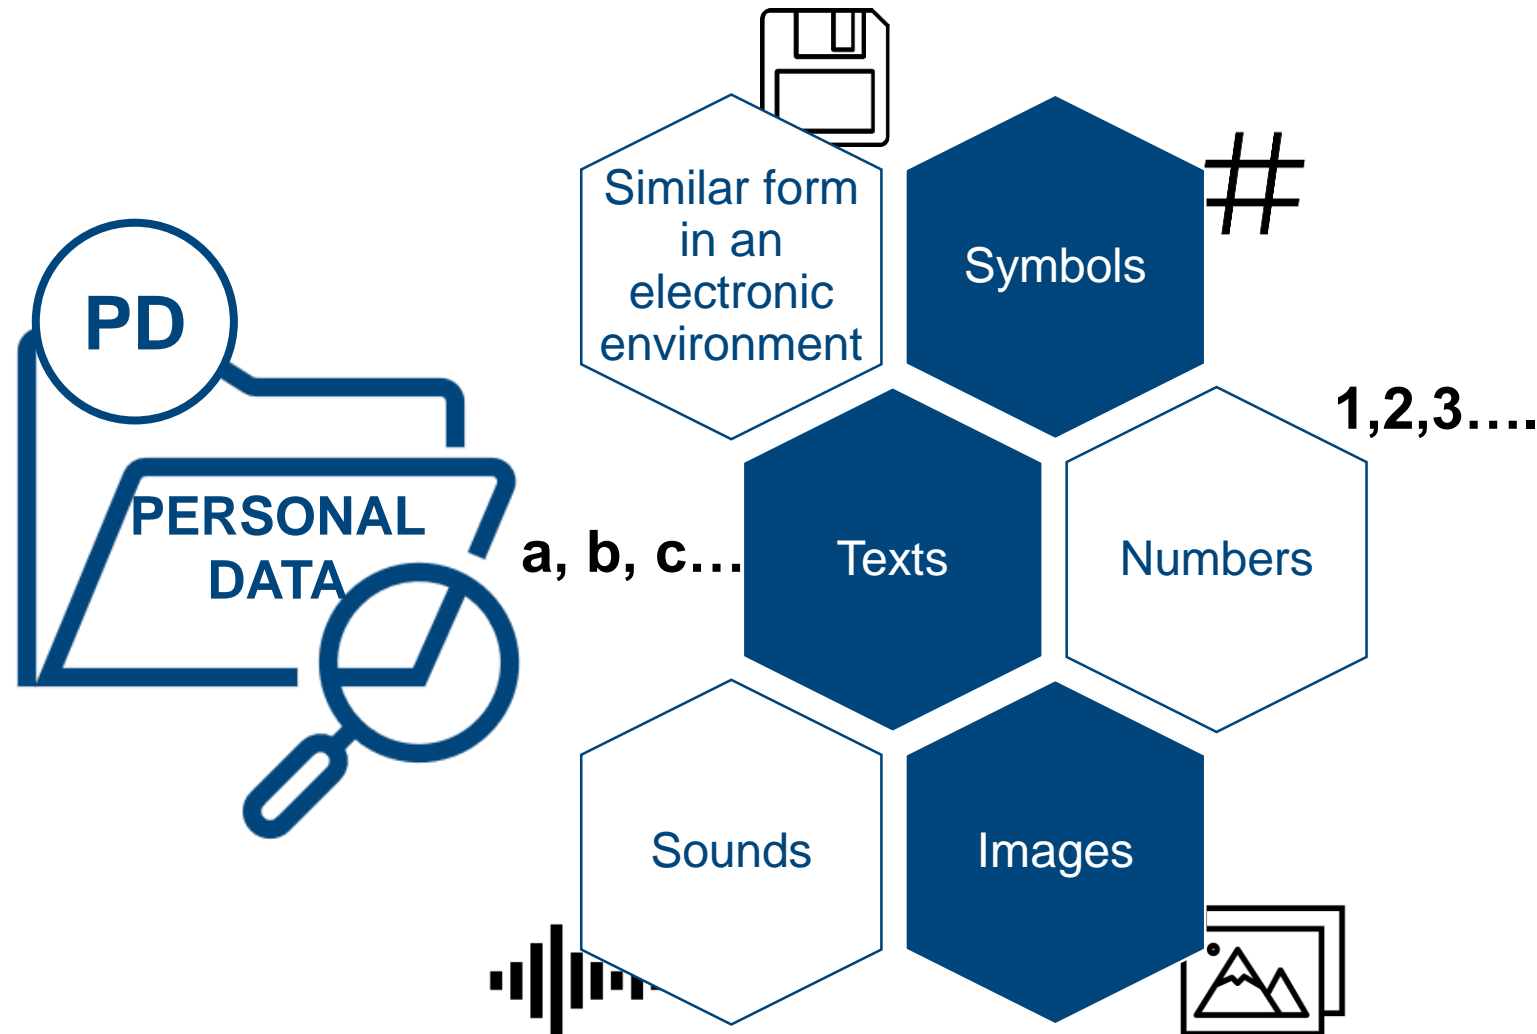 PD
PERSONAL
DATA
Similar form
in an
electronic
environment
Symbols
#
1,2,3….
a, b, c…
Texts
Numbers
Sounds
Images